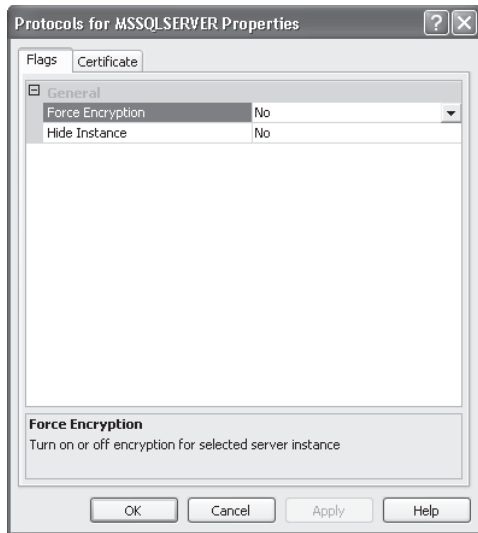 Protocols for MSSQLSERVER Properties
Flags Certificate
General
Force Encryption No
Hide Instance No
Force Encryption
Turn on or off encryption for selected server instance
OK Cancel Apply Help